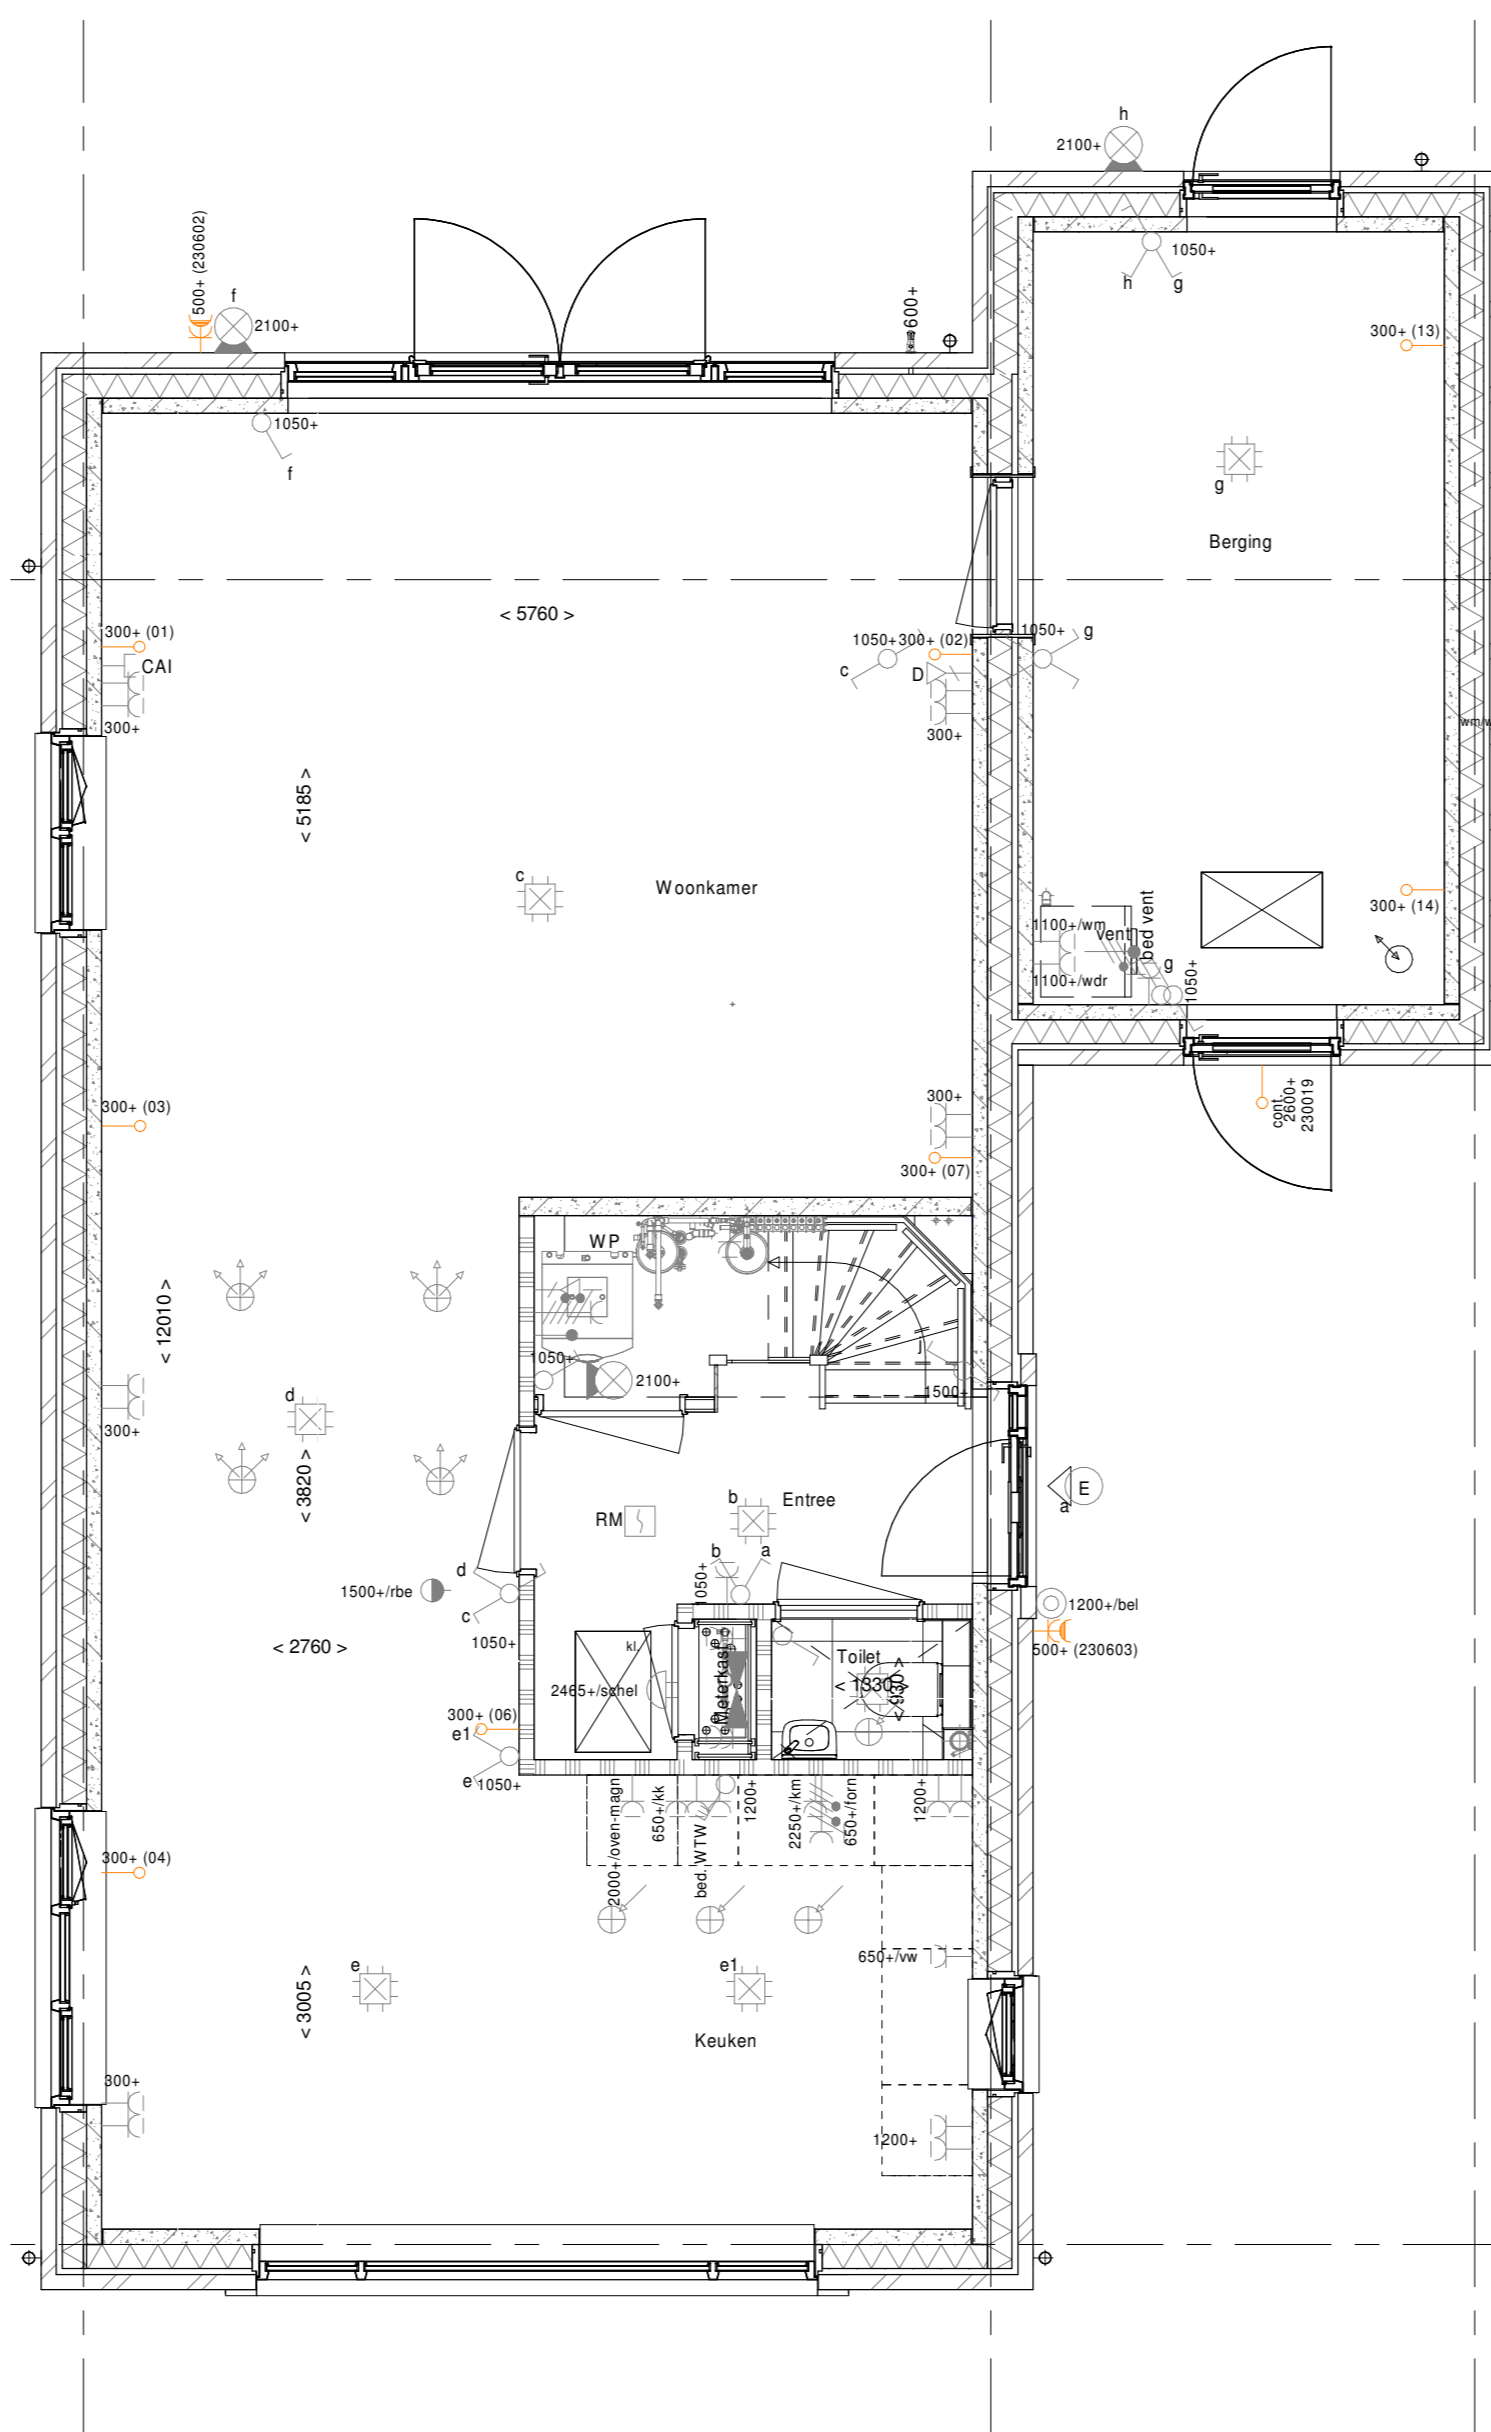 h
2100+
500+ (230602)
f
2100+
600+
1050+
h
g
1050+
f
300+ (13)
g
Berging
< 5760 >
300+ (01)
CAI
300+
1050+
300+ (02)
c
D
300+
1050+
g
< 5185 >
c
Woonkamer
300+ (14)
1100+/wm
vent
bed vent
1100+/wdr
g
1050+
300+ (03)
300+
300+ (07)
cont.
2600+
230019
WP
< 12010 >
1050+
2100+
j
1500+
d
300+
< 3820 >
RM
b
Entree
E
a
b
a
1050+
1500+/rbe
d
c
1050+
1200+/bel
500+ (230603)
< 2760 >
kl.
2465+/schel
Meterkast
Toilet
< 1330 >
< 930 >
300+ (06)
e1
e
1050+
2000+/oven-magn
650+/kk
bed. WTW
1200+
2250+/km
650+/forn
1200+
300+ (04)
650+/vw
e
e1
< 3005 >
Keuken
300+
1200+